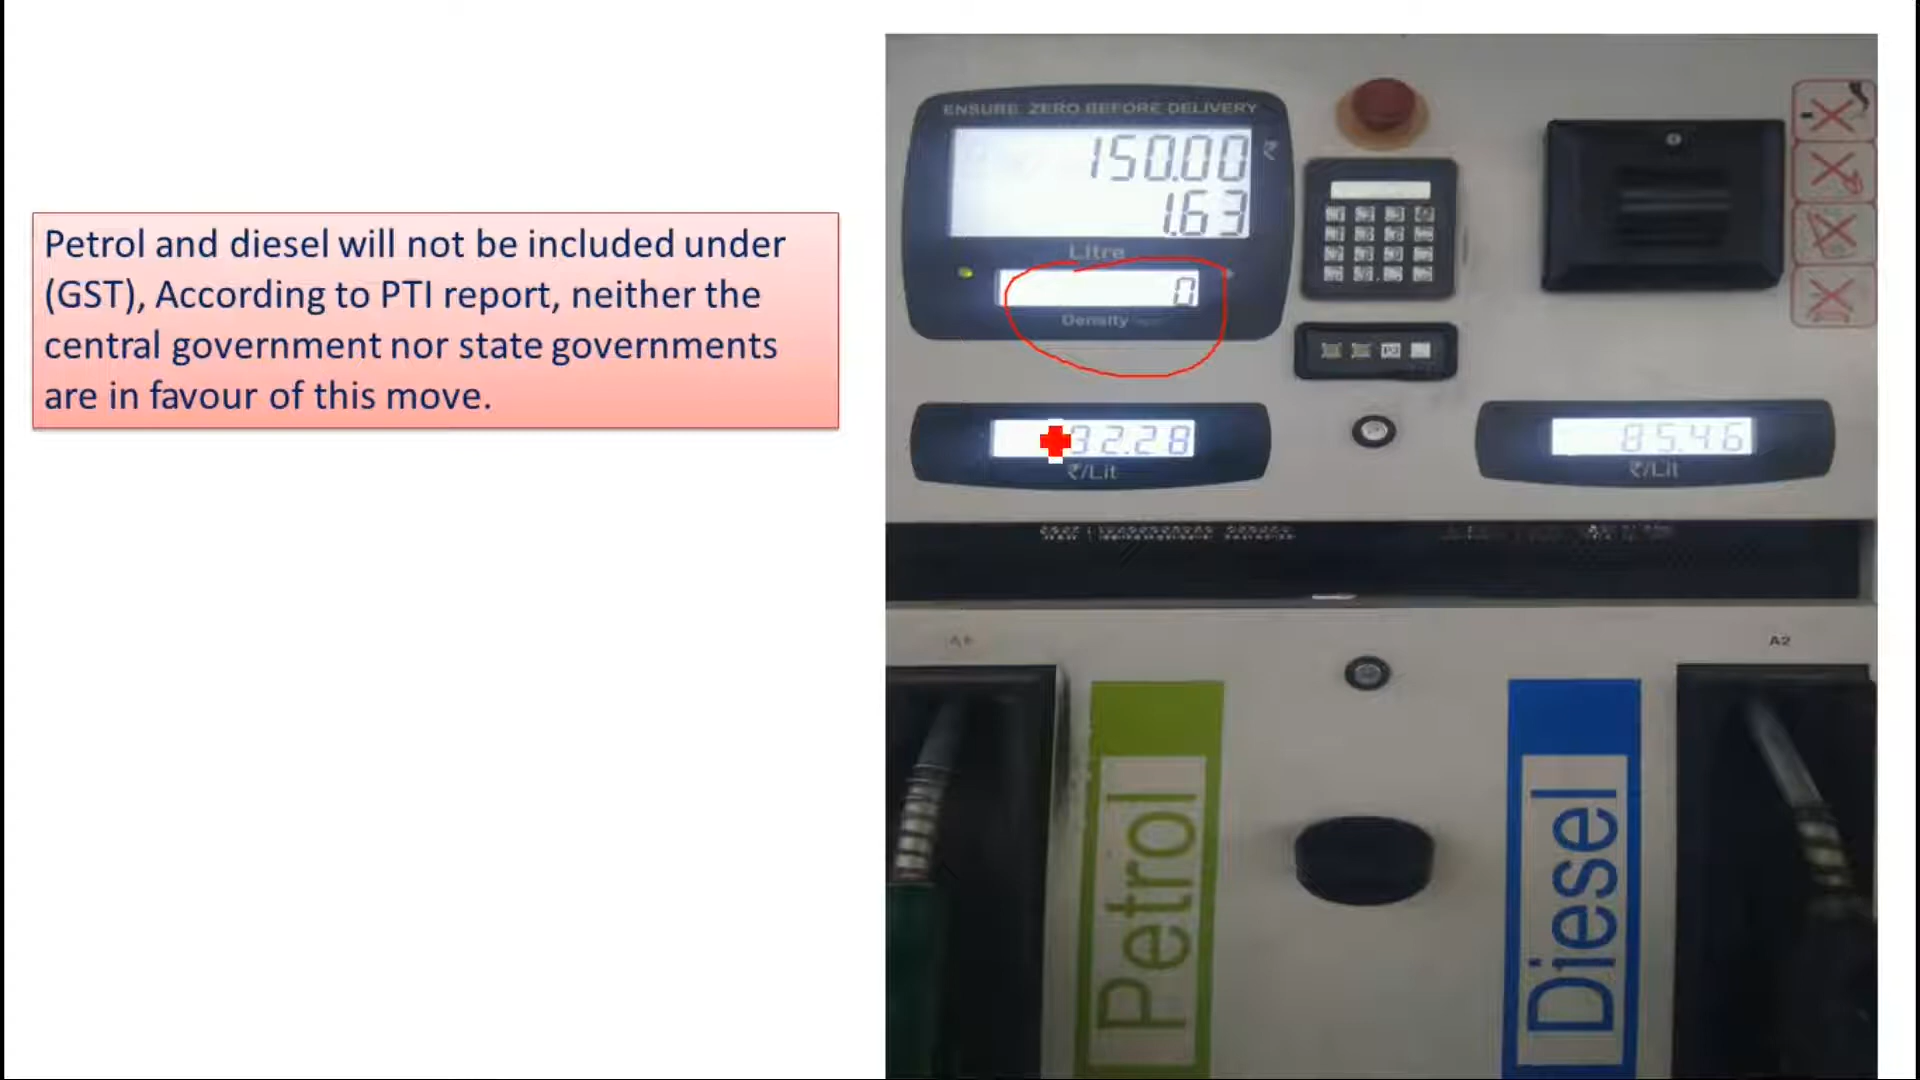 Petrol and diesel will not be included under
(GST), According to PTI report, neither the
central government nor state governments
are in favour of this move.
ENSURE ZERO BEFORE DELIVERY
150.00 ₹
1.63
Litre
0
Density
2.28
₹/Lit
85.46
₹/Lit
A2
Petrol
Diesel